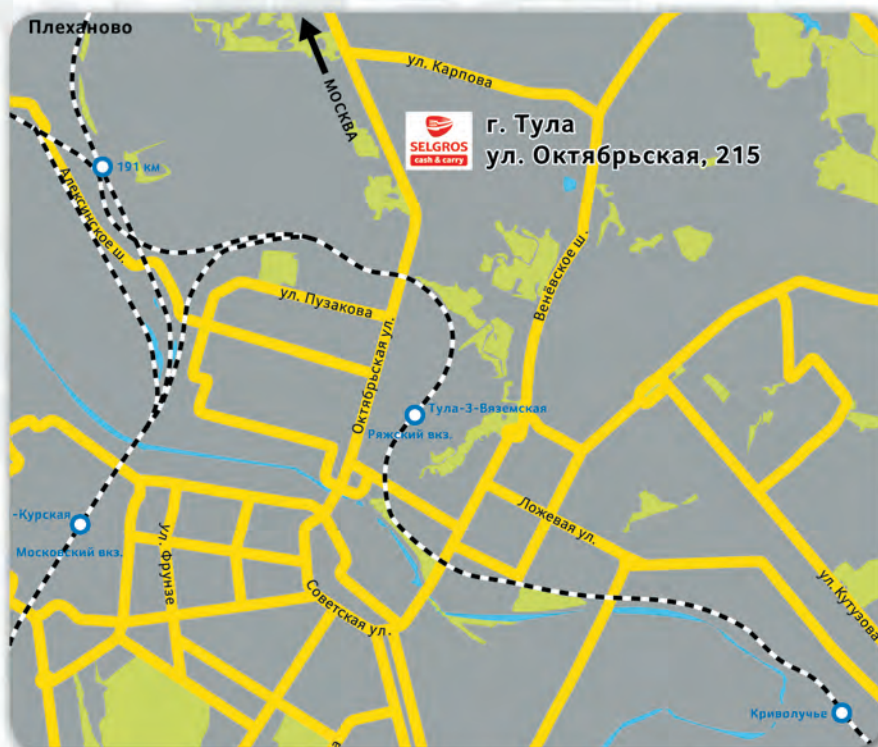 Плеханово
МОСКВА
ул. Карпова
SELGROS
cash & carry
г. Тула
ул. Октябрьская, 215
191 км
Алексинское ш.
Венёвское ш.
ул. Пузакова
Октябрьская ул.
Тула-3-Вяземская
Ряжский вкз.
-Курская
Московский вкз.
ул. Фрунзе
Ложевая ул.
Советская ул.
ул. Кутузова
Криволучье